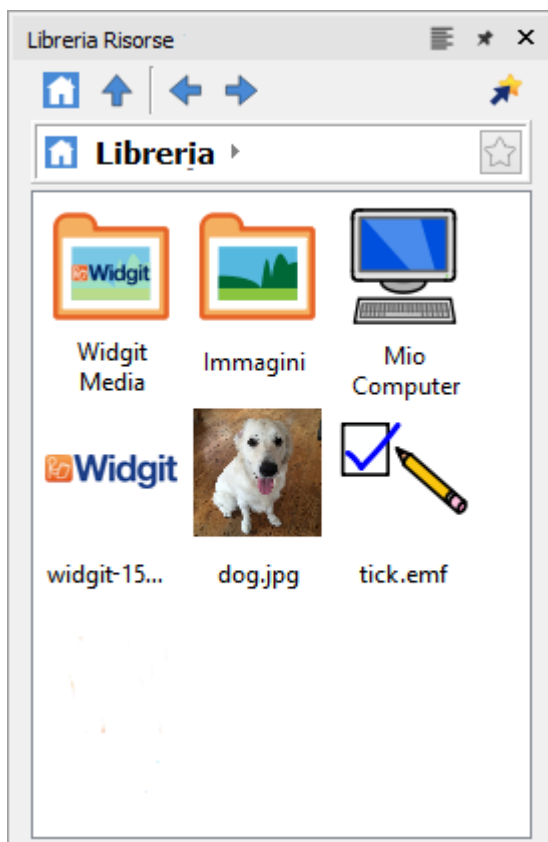 Libreria Risorse
Libreria
Widgit
Widgit
Media
Immagini
Mio
Computer
Widgit
widgit-15...
dog.jpg
tick.emf